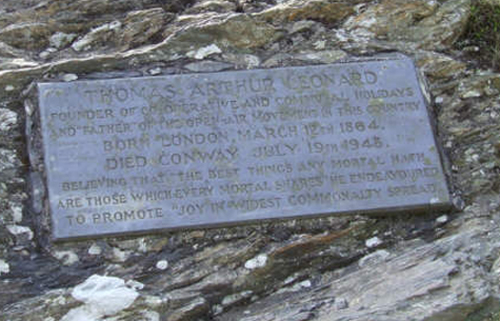 THOMAS ARTHUR LEONARD
FOUNDER OF CO-OPERATIVE AND COMMUNAL HOLIDAYS
AND "FATHER" OF THE OPEN-AIR MOVEMENT IN THIS COUNTRY
BORN LONDON, MARCH 12TH 1864.
DIED CONWAY JULY 19TH 1948.
BELIEVING THAT "THE BEST THINGS ANY MORTAL HATH,
ARE THOSE WHICH EVERY MORTAL SHARES" HE ENDEAVOURED
TO PROMOTE "JOY IN WIDEST COMMONALTY SPREAD"